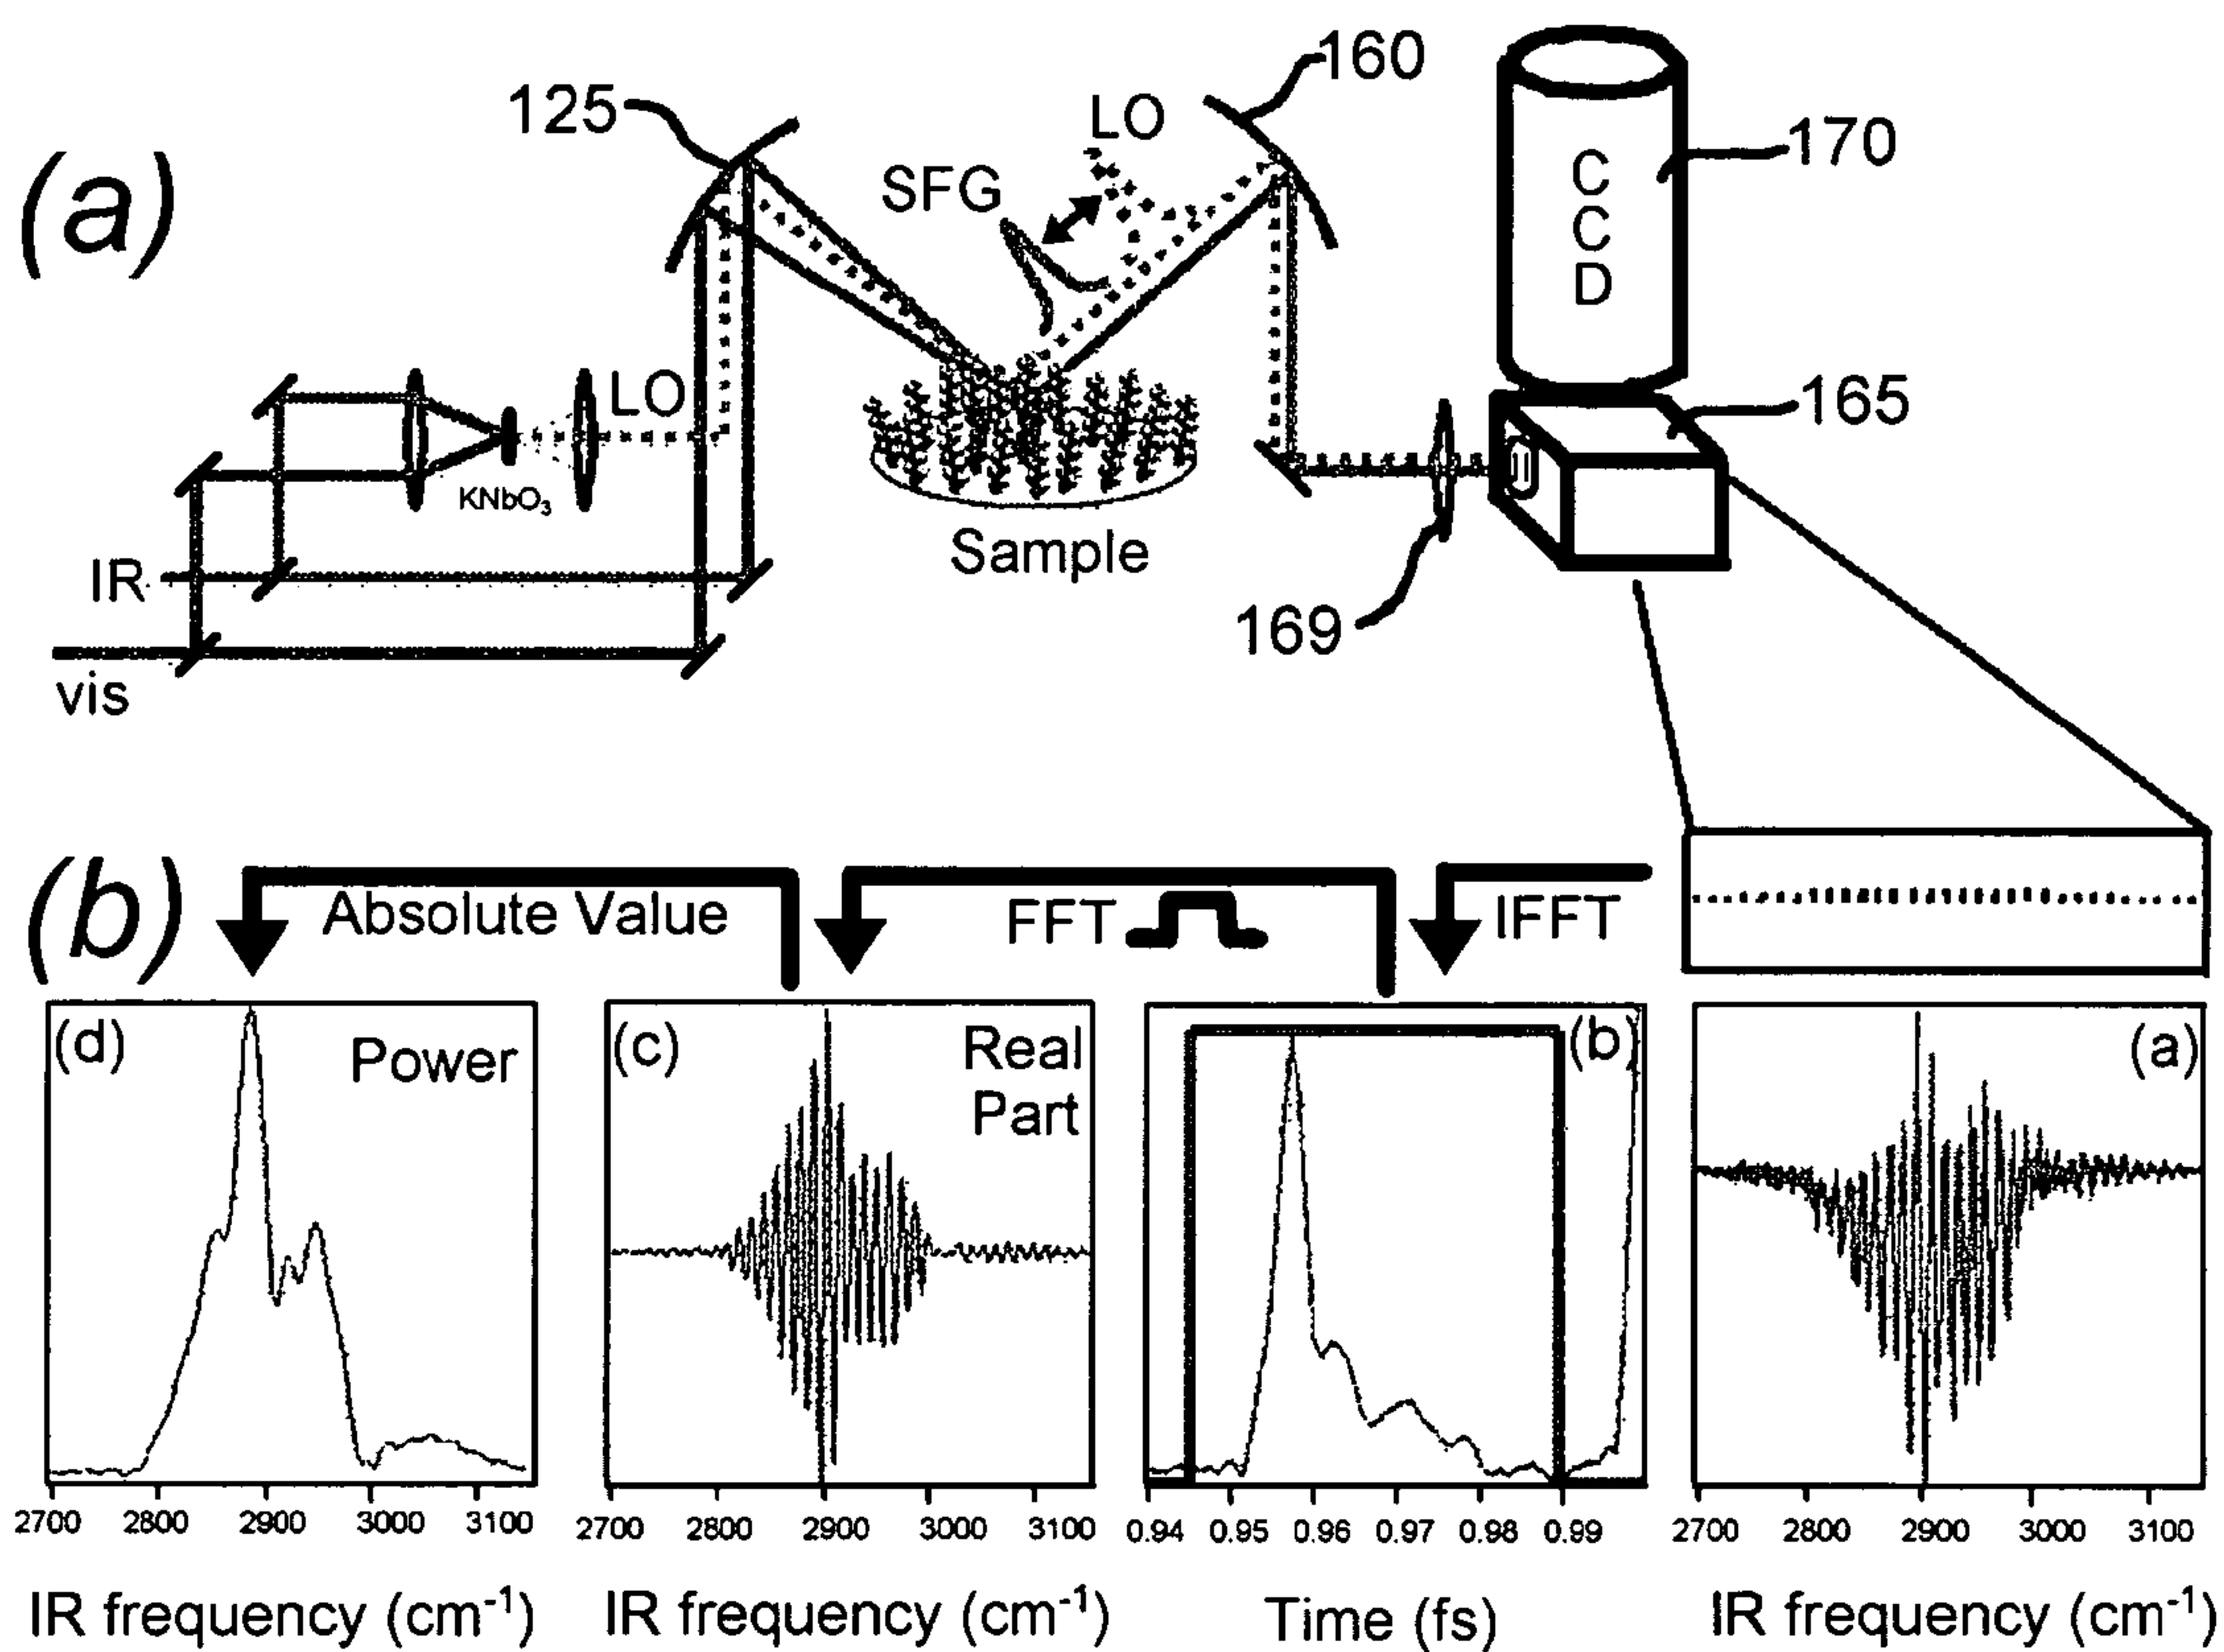 (a)
125
LO
160
SFG
C
C
D
170
LO
165
KNbO₃
Sample
IR
169
vis
(b)
Absolute Value
FFT
IFFT
(d)
Power
(c)
Real
Part
(b)
(a)
2700 2800 2900 3000 3100
2700 2800 2900 3000 3100
0.94 0.95 0.96 0.97 0.98 0.99
2700 2800 2900 3000 3100
IR frequency (cm⁻¹)
IR frequency (cm⁻¹)
Time (fs)
IR frequency (cm⁻¹)